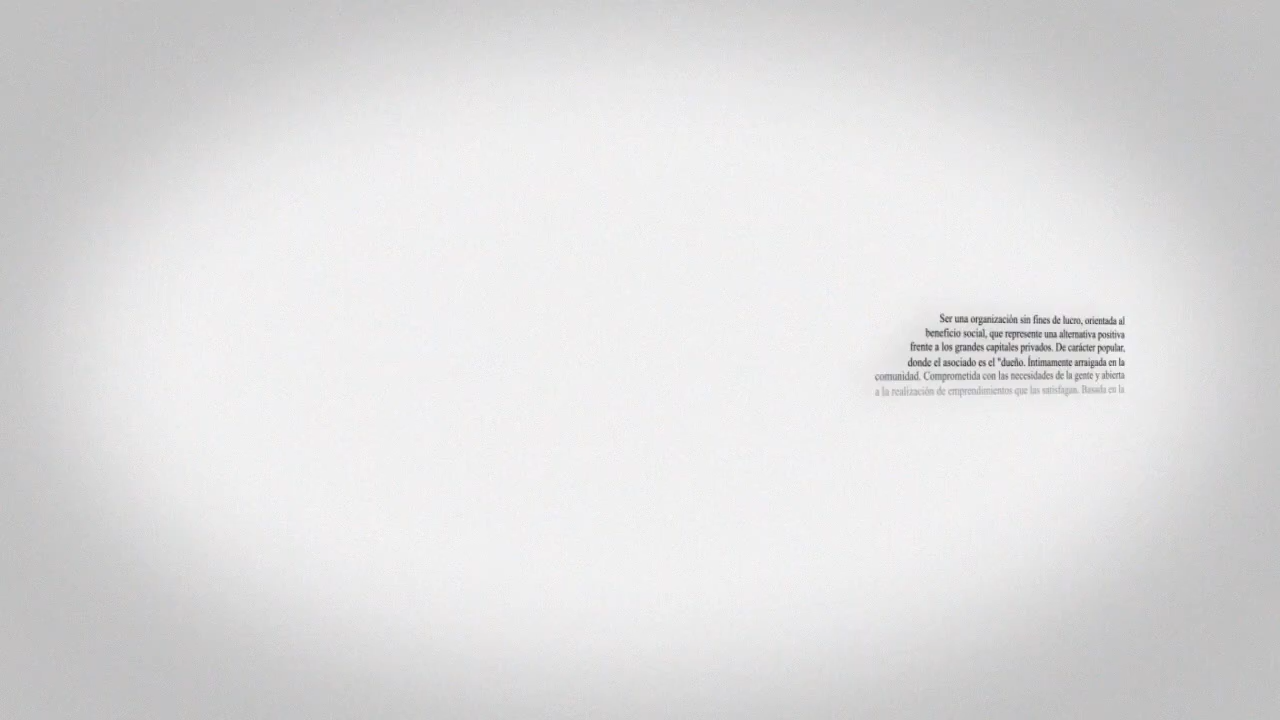 Ser una organización sin fines de lucro, orientada al
beneficio social, que represente una alternativa positiva
frente a los grandes capitales privados. De carácter popular,
donde el asociado es el "dueño. Íntimamente arraigada en la
comunidad. Comprometida con las necesidades de la gente y abierta
a la realización de emprendimientos que las satisfagan. Basada en la